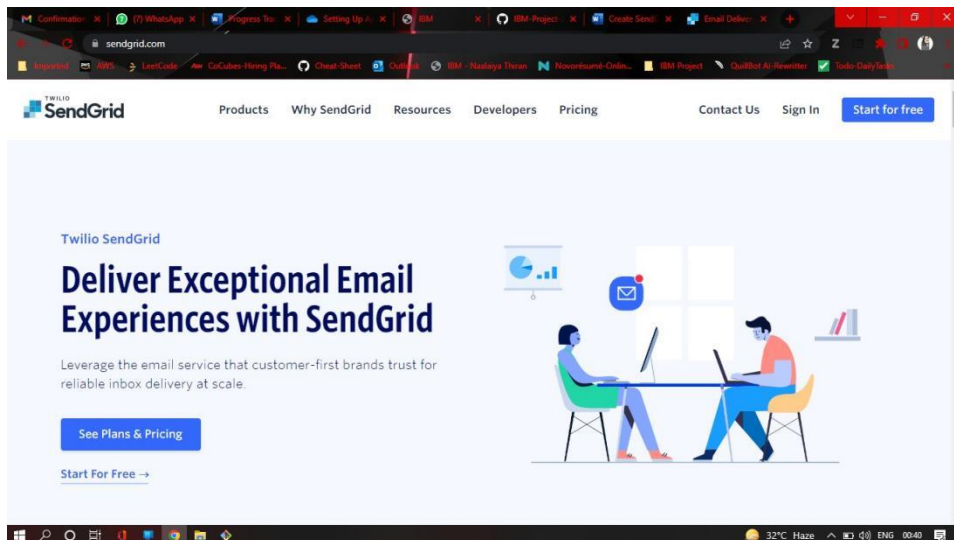 Confirmation
(7) WhatsApp
Progress Trac
Setting Up A
IBM
IBM-Project
Create Send
Email Deliver
sendgrid.com
Imported
AWS
LeetCode
CoCubes-Hiring Pla...
Cheat-Sheet
Outlook
IBM - Naalaiya Thiran
Novorésumé-Onlin...
IBM Project
QuillBot AI-Rewritter
Todo-DailyTasks
TWILIO
SendGrid
Products
Why SendGrid
Resources
Developers
Pricing
Contact Us
Sign In
Start for free
Twilio SendGrid
Deliver Exceptional Email
Experiences with SendGrid
Leverage the email service that customer-first brands trust for
reliable inbox delivery at scale.
See Plans & Pricing
Start For Free →
32°C Haze
ENG
00:40